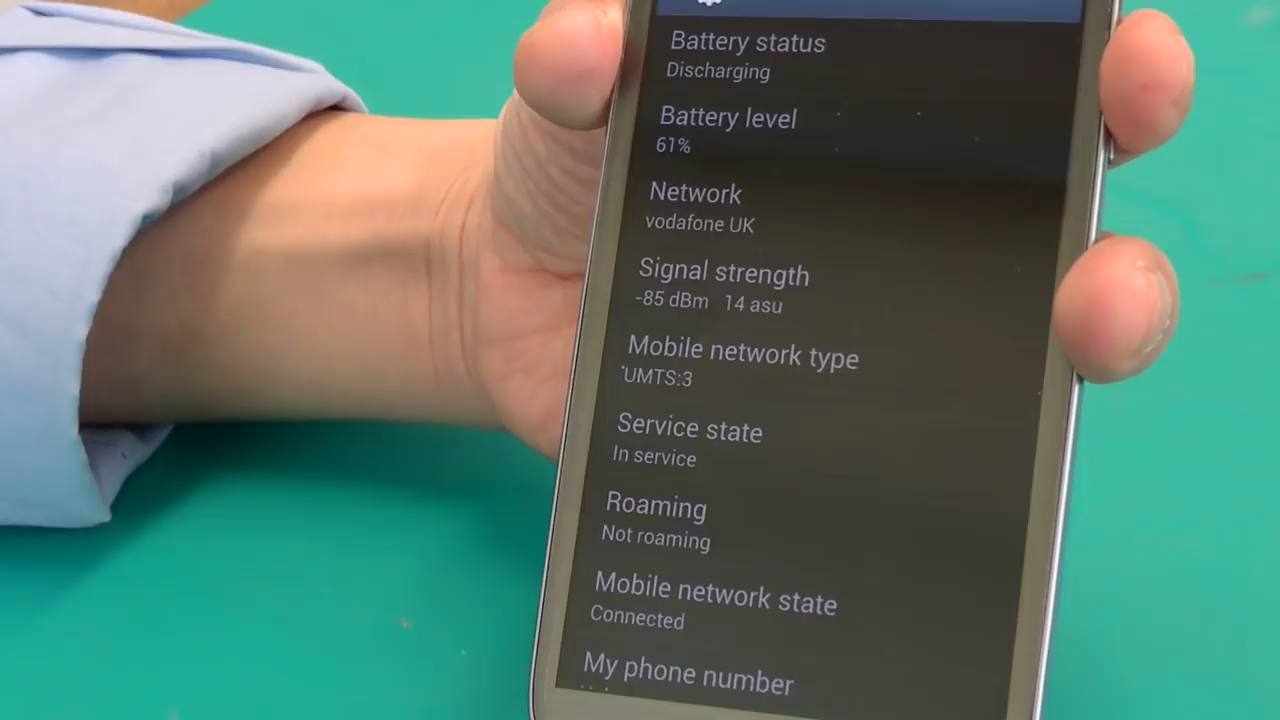 Battery status
Discharging
Battery level
61%
Network
vodafone UK
Signal strength
-85 dBm 14 asu
Mobile network type
UMTS:3
Service state
In service
Roaming
Not roaming
Mobile network state
Connected
My phone number